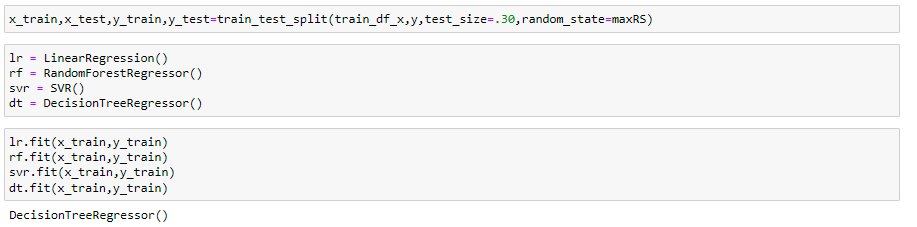 x_train,x_test,y_train,y_test=train_test_split(train_df_x,y,test_size=.30,random_state=maxRS)
lr = LinearRegression()
rf = RandomForestRegressor()
svr = SVR()
dt = DecisionTreeRegressor()
lr.fit(x_train,y_train)
rf.fit(x_train,y_train)
svr.fit(x_train,y_train)
dt.fit(x_train,y_train)
DecisionTreeRegressor()